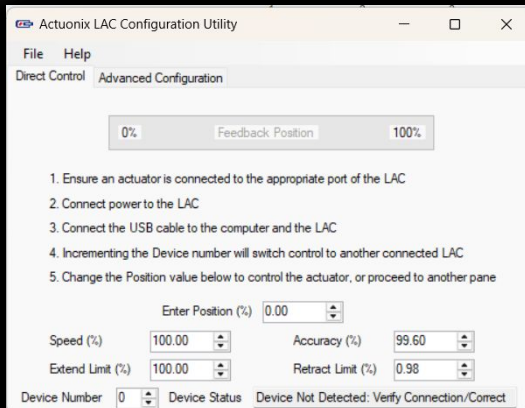 Actuonix LAC Configuration Utility
File Help
Direct Control Advanced Configuration
0% Feedback Position 100%
1. Ensure an actuator is connected to the appropriate port of the LAC
2. Connect power to the LAC
3. Connect the USB cable to the computer and the LAC
4. Incrementing the Device number will switch control to another connected LAC
5. Change the Position value below to control the actuator, or proceed to another pane
Enter Position (%) 0.00
Speed (%) 100.00 Accuracy (%) 99.60
Extend Limit (%) 100.00 Retract Limit (%) 0.98
Device Number 0 Device Status Device Not Detected: Verify Connection/Correct